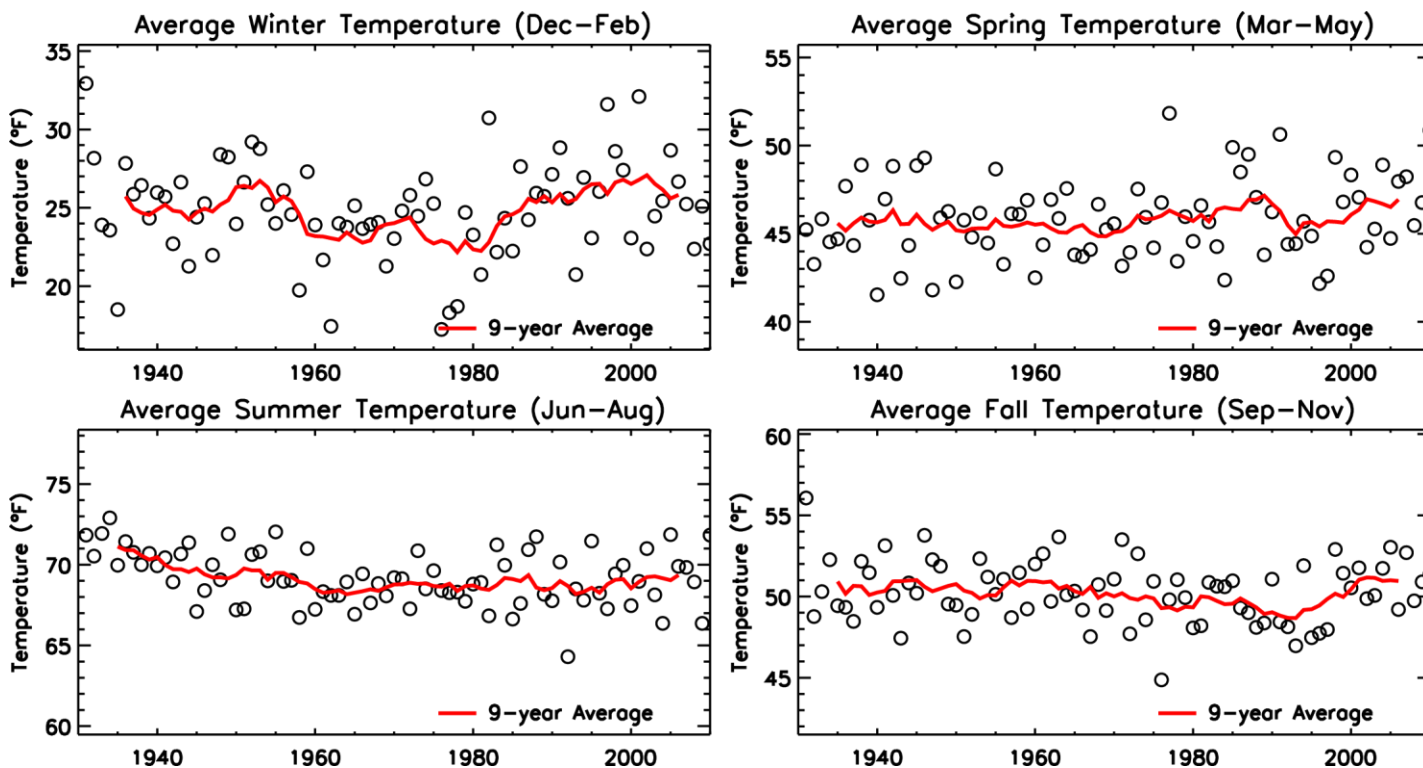 Average Winter Temperature (Dec–Feb)
Temperature (°F)
35
30
25
20
9-year Average
1940
1960
1980
2000
Average Spring Temperature (Mar–May)
Temperature (°F)
55
50
45
40
9-year Average
1940
1960
1980
2000
Average Summer Temperature (Jun–Aug)
Temperature (°F)
75
70
65
60
9-year Average
1940
1960
1980
2000
Average Fall Temperature (Sep–Nov)
Temperature (°F)
60
55
50
45
9-year Average
1940
1960
1980
2000